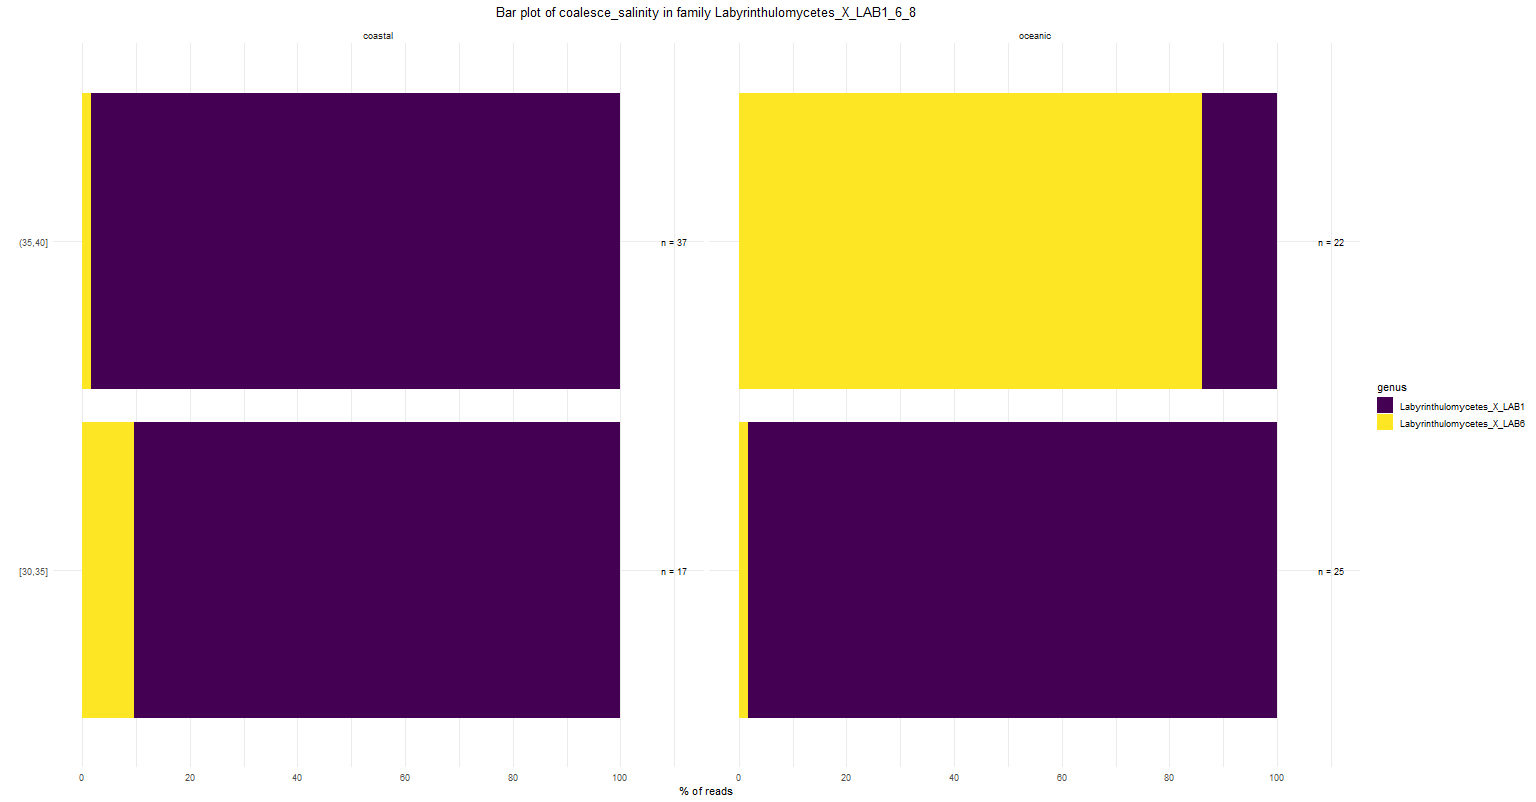 Bar plot of coalesce_salinity in family Labyrinthulomycetes_X_LAB1_6_8
coastal
oceanic
(35,40]
n = 37
n = 22
[30,35]
n = 17
n = 25
genus
Labyrinthulomycetes_X_LAB1
Labyrinthulomycetes_X_LAB6
0 20 40 60 80 100
0 20 40 60 80 100
% of reads